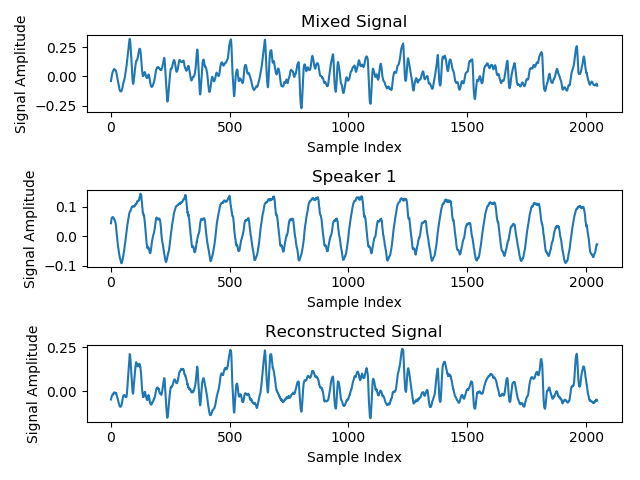 Mixed Signal
Signal Amplitude
0.25
0.00
−0.25
0 500 1000 1500 2000
Sample Index
Speaker 1
Signal Amplitude
0.1
0.0
−0.1
0 500 1000 1500 2000
Sample Index
Reconstructed Signal
Signal Amplitude
0.25
0.00
0 500 1000 1500 2000
Sample Index